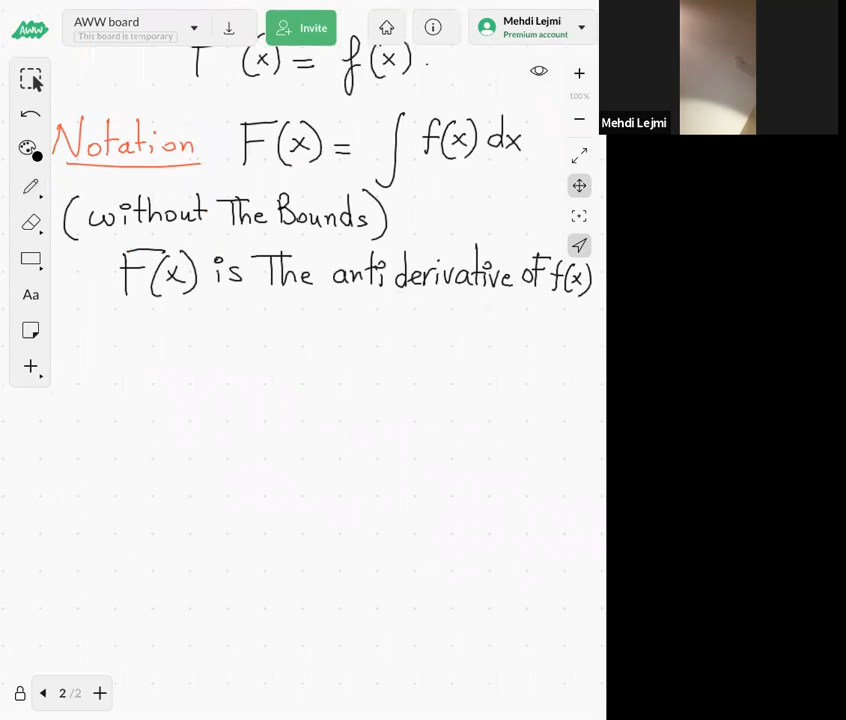 AWW
AWW board
This board is temporary
Invite
Mehdi Lejmi
Premium account
F (x) = f(x) .
100%
Mehdi Lejmi
Notation F(x) = ∫ f(x) dx
(without The Bounds)
F(x) is The antiderivative of f(x)
Aa
2 /2